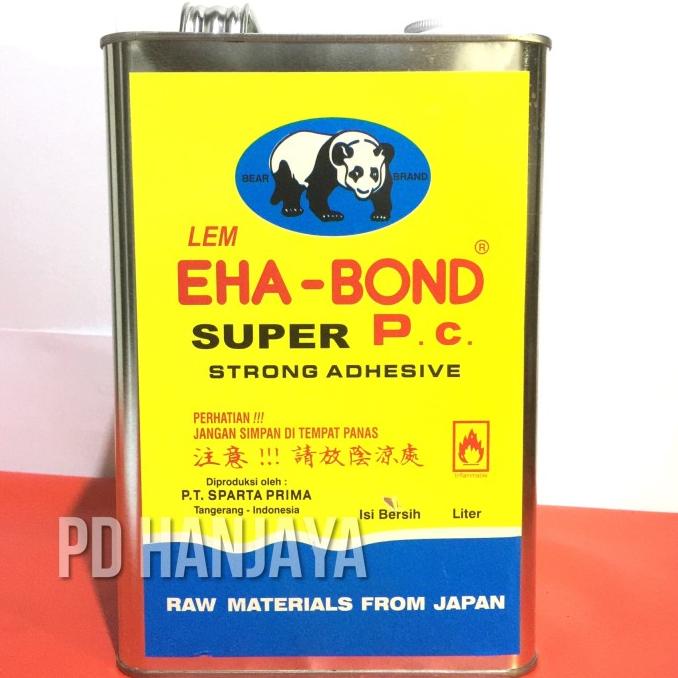 BEAR BRAND
LEM
EHA-BOND ®
SUPER P.c.
STRONG ADHESIVE
PERHATIAN !!!
JANGAN SIMPAN DI TEMPAT PANAS
注意 !!! 請放陰涼處
Inflammable
Diproduksi oleh :
P.T. SPARTA PRIMA
Tangerang - Indonesia
Isi Bersih Liter
PD HANJAYA
RAW MATERIALS FROM JAPAN